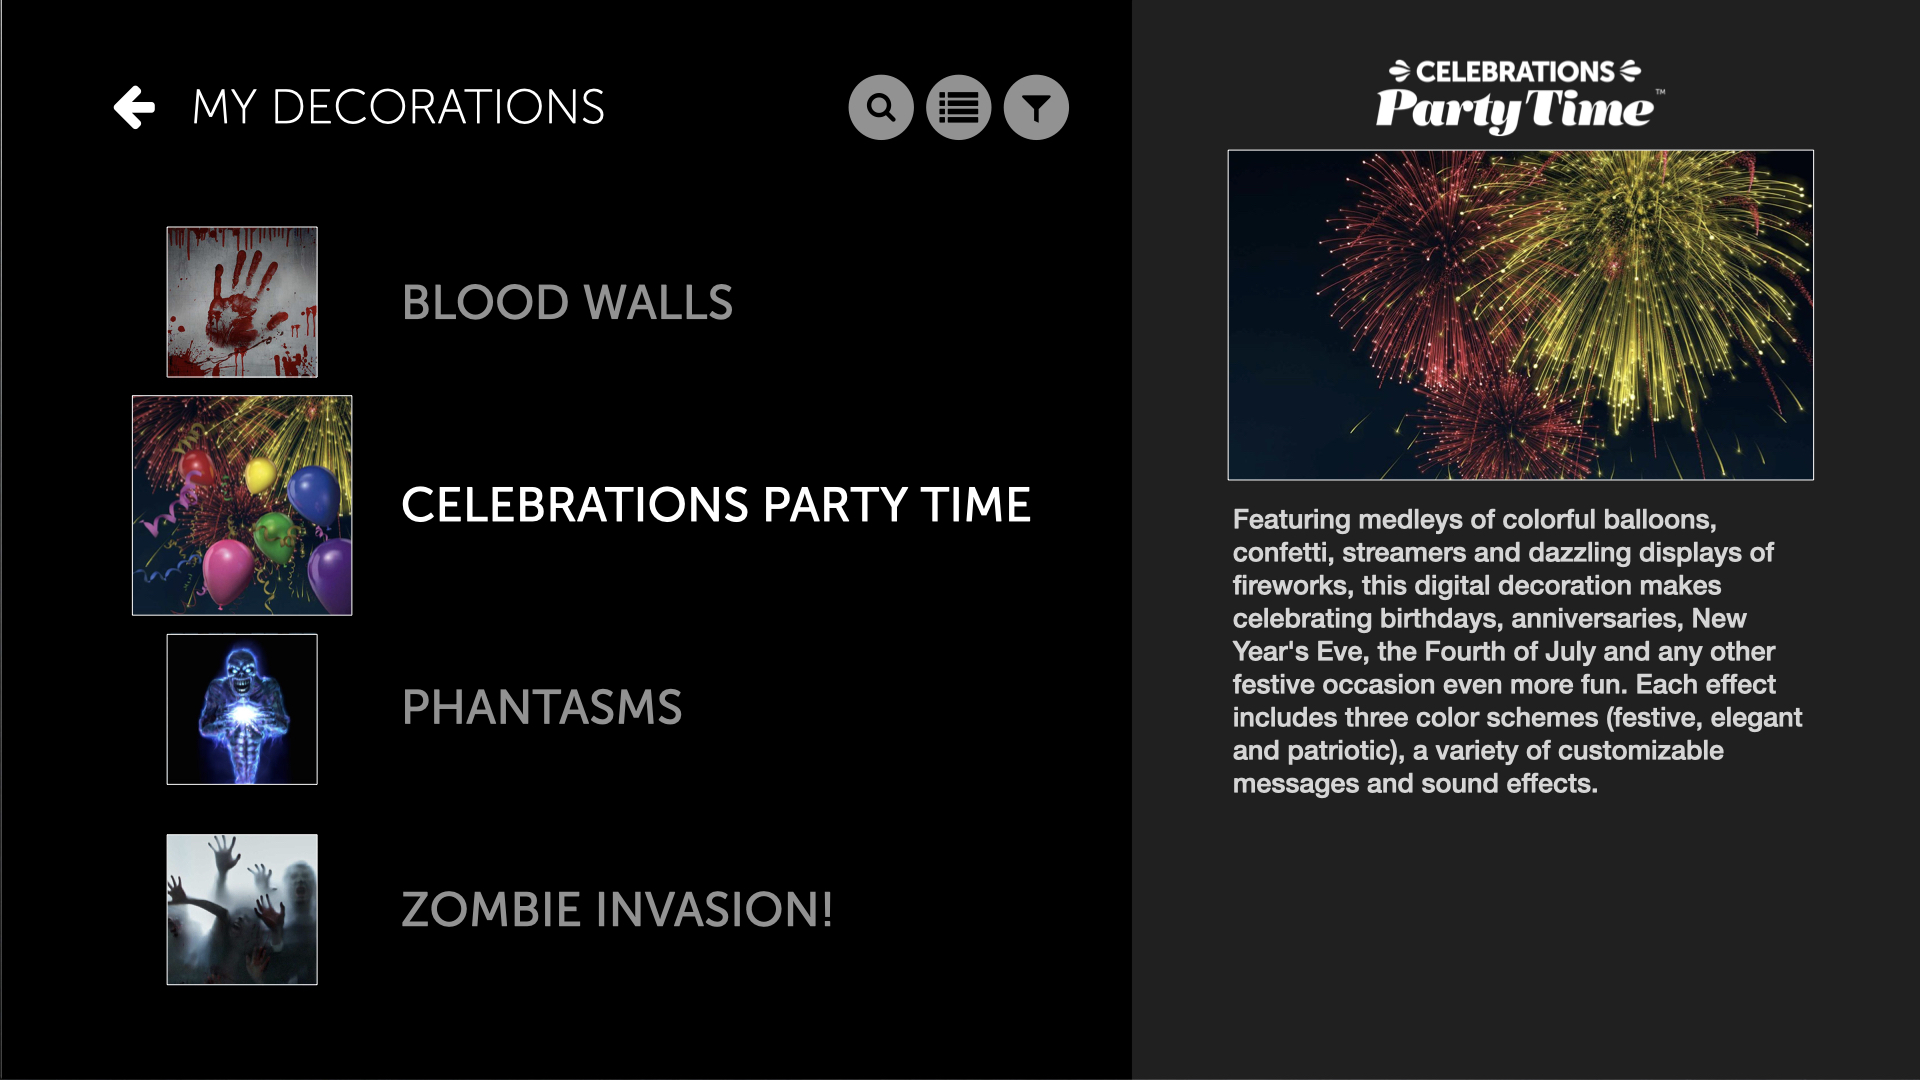 MY DECORATIONS
BLOOD WALLS
CELEBRATIONS PARTY TIME
PHANTASMS
ZOMBIE INVASION!
CELEBRATIONS
Party Time™
Featuring medleys of colorful balloons,
confetti, streamers and dazzling displays of
fireworks, this digital decoration makes
celebrating birthdays, anniversaries, New
Year's Eve, the Fourth of July and any other
festive occasion even more fun. Each effect
includes three color schemes (festive, elegant
and patriotic), a variety of customizable
messages and sound effects.